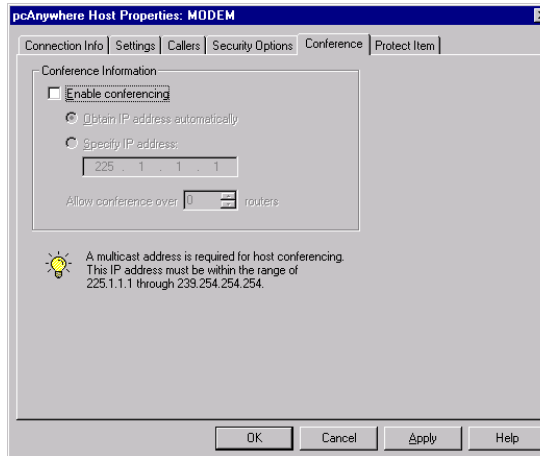 pcAnywhere Host Properties: MODEM
Connection Info Settings Callers Security Options Conference Protect Item
Conference Information
Enable conferencing
Obtain IP address automatically
Specify IP address:
225 . 1 . 1 . 1
Allow conference over 0 routers
A multicast address is required for host conferencing.
This IP address must be within the range of
225.1.1.1 through 239.254.254.254.
OK Cancel Apply Help